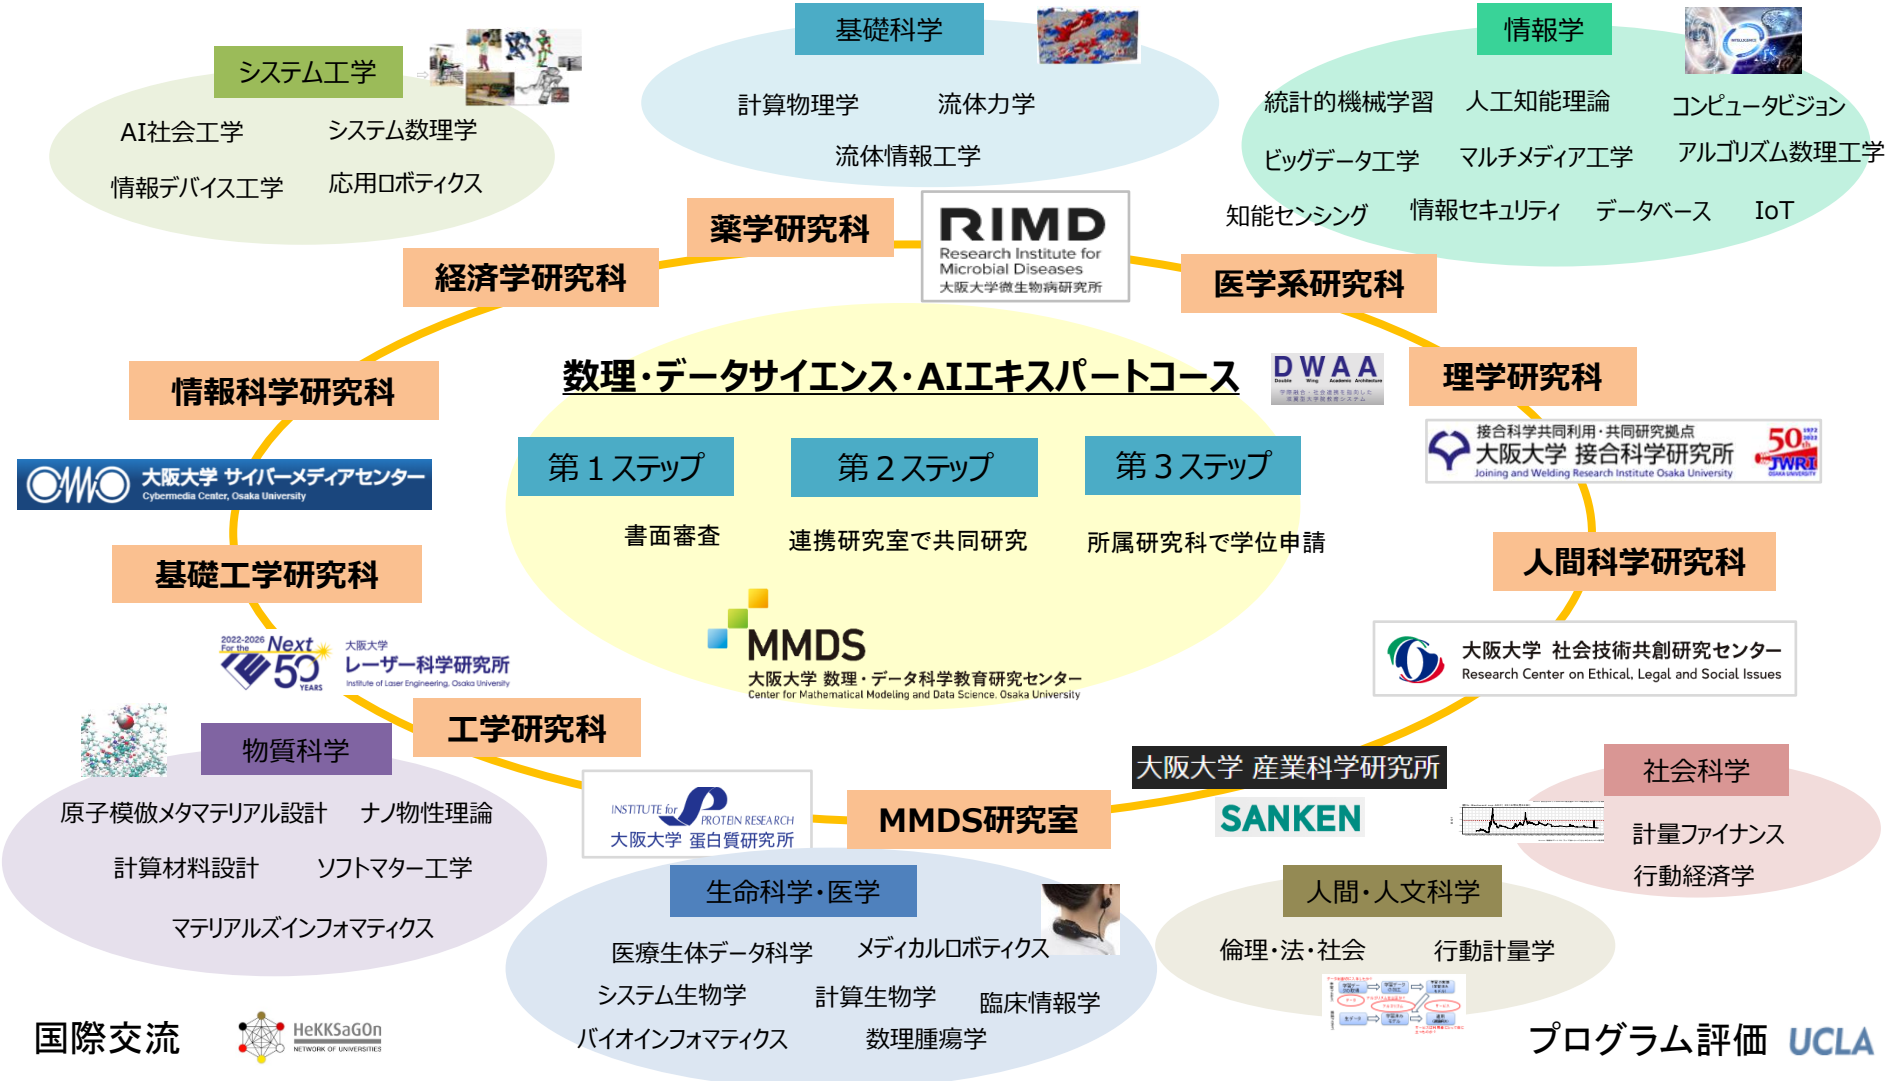 基礎科学
情報学
システム工学
計算物理学
流体力学
流体情報工学
統計的機械学習
人工知能理論
コンピュータビジョン
ビッグデータ工学
マルチメディア工学
アルゴリズム数理工学
知能センシング
情報セキュリティ
データベース
IoT
AI社会工学
システム数理学
情報デバイス工学
応用ロボティクス
薬学研究科
RIMD
Research Institute for
Microbial Diseases
大阪大学微生物病研究所
経済学研究科
医学系研究科
情報科学研究科
数理・データサイエンス・AIエキスパートコース
DWAA
Double Wing Academic Architecture
理学研究科
第１ステップ
第２ステップ
第３ステップ
書面審査
連携研究室で共同研究
所属研究科で学位申請
大阪大学 サイバーメディアセンター
Cybermedia Center, Osaka University
接合科学共同利用・共同研究拠点
大阪大学 接合科学研究所
Joining and Welding Research Institute Osaka University
1972
2022
50th
JWRI
OSAKA UNIVERSITY
基礎工学研究科
人間科学研究科
MMDS
大阪大学 数理・データ科学教育研究センター
Center for Mathematical Modeling and Data Science, Osaka University
2022-2026
For the Next
50
YEARS
大阪大学
レーザー科学研究所
Institute of Laser Engineering, Osaka University
大阪大学 社会技術共創研究センター
Research Center on Ethical, Legal and Social Issues
工学研究科
INSTITUTE for
PROTEIN RESEARCH
大阪大学 蛋白質研究所
MMDS研究室
大阪大学 産業科学研究所
SANKEN
物質科学
原子模倣メタマテリアル設計
ナノ物性理論
計算材料設計
ソフトマター工学
マテリアルズインフォマティクス
生命科学・医学
医療生体データ科学
メディカルロボティクス
システム生物学
計算生物学
臨床情報学
バイオインフォマティクス
数理腫瘍学
人間・人文科学
倫理・法・社会
行動計量学
社会科学
計量ファイナンス
行動経済学
国際交流
HeKKSaGOn
NETWORK OF UNIVERSITIES
プログラム評価
UCLA